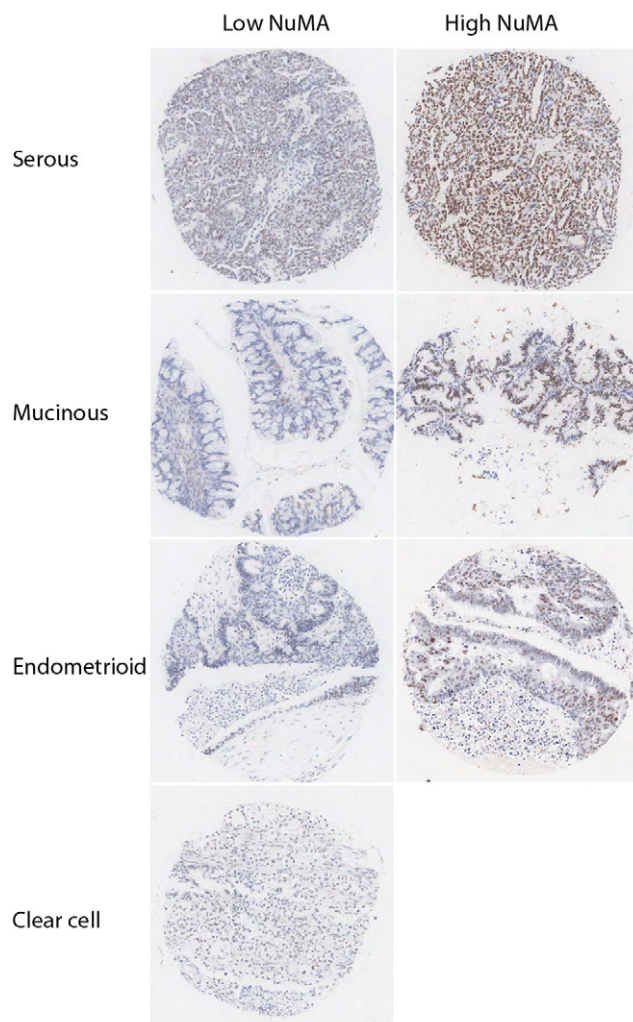 Low NuMA
High NuMA
Serous
Mucinous
Endometrioid
Clear cell